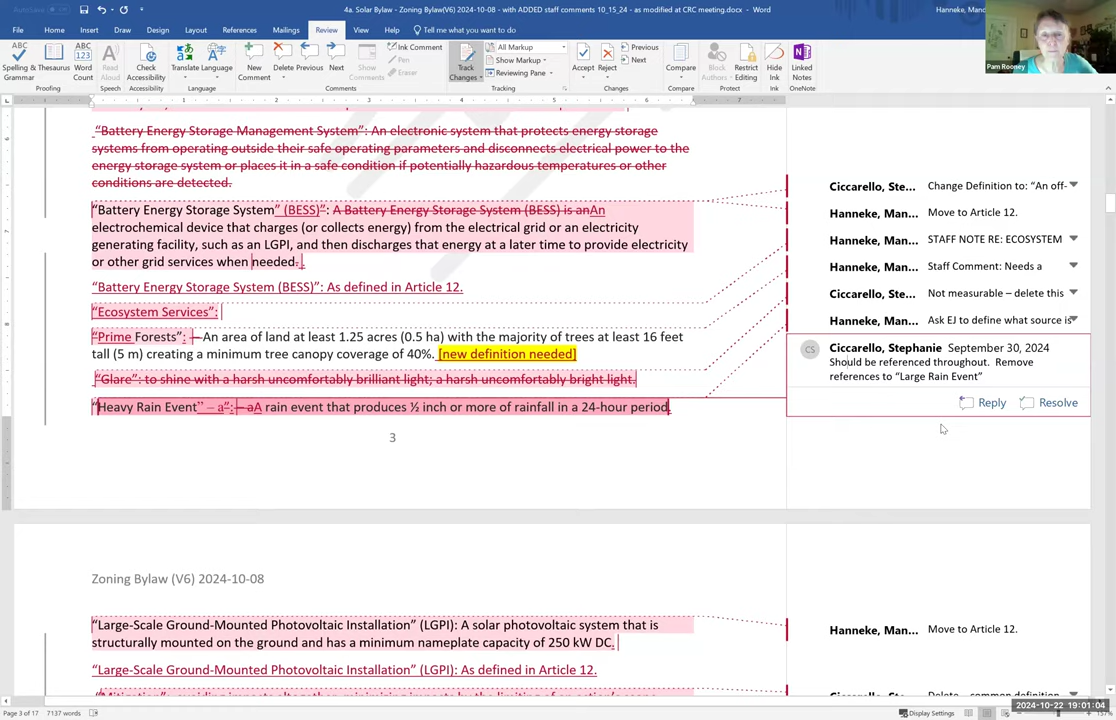 4a. Solar Bylaw - Zoning Bylaw(V6) 2024-10-08 - with ADDED staff comments 10_15_24 - as modified at CRC meeting.docx - Word
Hanneke, Manc
AutoSave
File Home Insert Draw Design Layout References Mailings Review View Help Tell me what you want to do
Spelling & Grammar
Thesaurus
Word Count
Read Aloud
Check Accessibility
Translate
Language
New Comment
Delete
Previous
Next
Show Comments
Ink Comment
Pen
Eraser
Track Changes
All Markup
Show Markup
Reviewing Pane
Accept
Reject
Previous
Next
Compare
Block Authors
Restrict Editing
Hide Ink
Linked Notes
Proofing Speech Accessibility Language Comments Tracking Changes Compare Protect Ink OneNote
Pam Rooney
“Battery Energy Storage Management System”: An electronic system that protects energy storage
systems from operating outside their safe operating parameters and disconnects electrical power to the
energy storage system or places it in a safe condition if potentially hazardous temperatures or other
conditions are detected.
“Battery Energy Storage System” (BESS)”: A Battery Energy Storage System (BESS) is anAn
electrochemical device that charges (or collects energy) from the electrical grid or an electricity
generating facility, such as an LGPI, and then discharges that energy at a later time to provide electricity
or other grid services when needed..
“Battery Energy Storage System (BESS)”: As defined in Article 12.
“Ecosystem Services”:
“Prime Forests”: – An area of land at least 1.25 acres (0.5 ha) with the majority of trees at least 16 feet
tall (5 m) creating a minimum tree canopy coverage of 40%. [new definition needed]
“Glare”: to shine with a harsh uncomfortably brilliant light; a harsh uncomfortably bright light.
“Heavy Rain Event” – a”: – aA rain event that produces ½ inch or more of rainfall in a 24-hour period.
3
Ciccarello, Ste... Change Definition to: “An off-
Hanneke, Man... Move to Article 12.
Hanneke, Man... STAFF NOTE RE: ECOSYSTEM
Hanneke, Man... Staff Comment: Needs a
Ciccarello, Ste... Not measurable – delete this
Hanneke, Man... Ask EJ to define what source is
CS
Ciccarello, Stephanie September 30, 2024
Should be referenced throughout. Remove
references to “Large Rain Event”
Reply Resolve
Zoning Bylaw (V6) 2024-10-08
“Large-Scale Ground-Mounted Photovoltaic Installation” (LGPI): A solar photovoltaic system that is
structurally mounted on the ground and has a minimum nameplate capacity of 250 kW DC.
Hanneke, Man... Move to Article 12.
“Large-Scale Ground-Mounted Photovoltaic Installation” (LGPI): As defined in Article 12.
Page 3 of 17 7137 words
Display Settings
2024-10-22 19:01:04